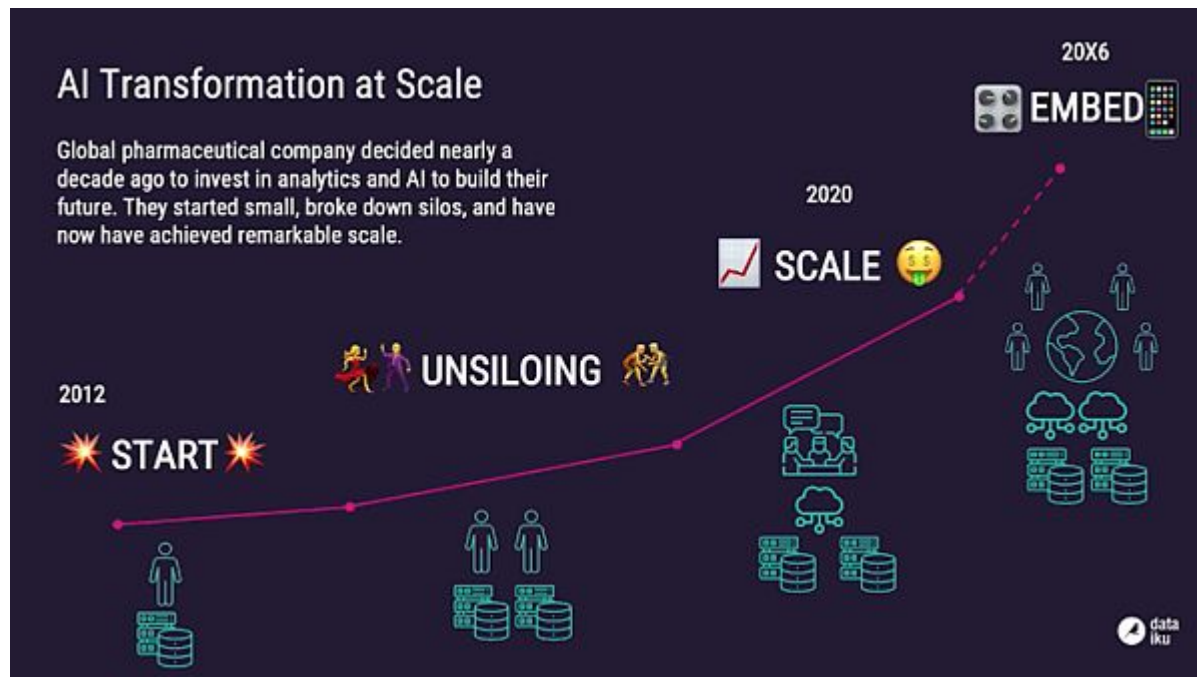 20X6
AI Transformation at Scale
EMBED
Global pharmaceutical company decided nearly a
decade ago to invest in analytics and AI to build their
future. They started small, broke down silos, and have
now have achieved remarkable scale.
2020
SCALE
UNSILOING
2012
START
data
iku